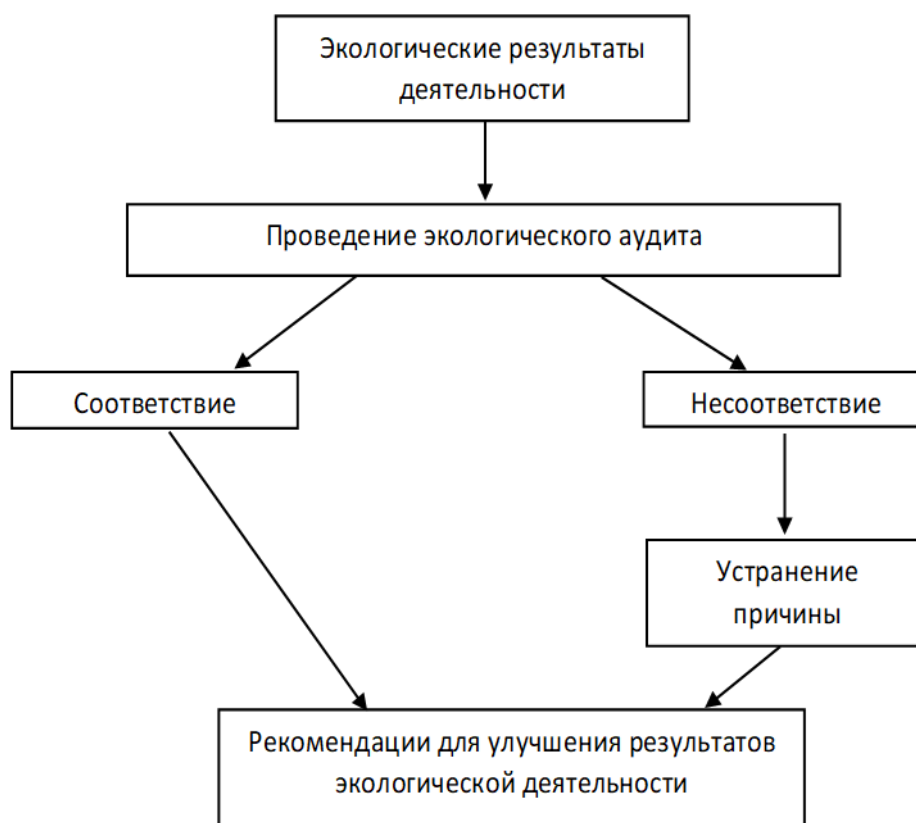 Экологические результаты
деятельности
Проведение экологического аудита
Соответствие
Несоответствие
Устранение
причины
Рекомендации для улучшения результатов
экологической деятельности